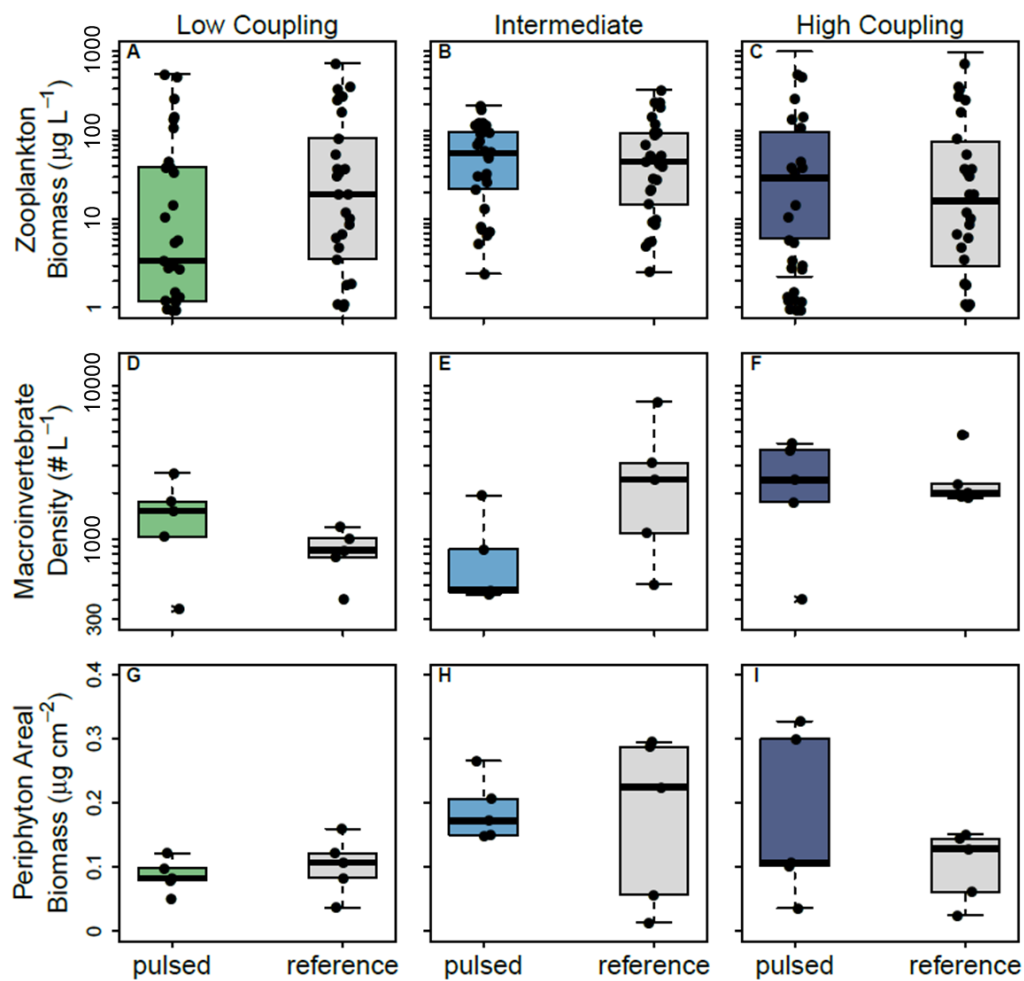 Low Coupling Intermediate High Coupling
Zooplankton
Biomass (µg L⁻¹)
1000
100
10
1
A B C
Macroinvertebrate
Density (# L⁻¹)
10000
1000
300
D E F
Periphyton Areal
Biomass (µg cm⁻²)
0.4
0.3
0.2
0.1
0
G H I
pulsed reference pulsed reference pulsed reference